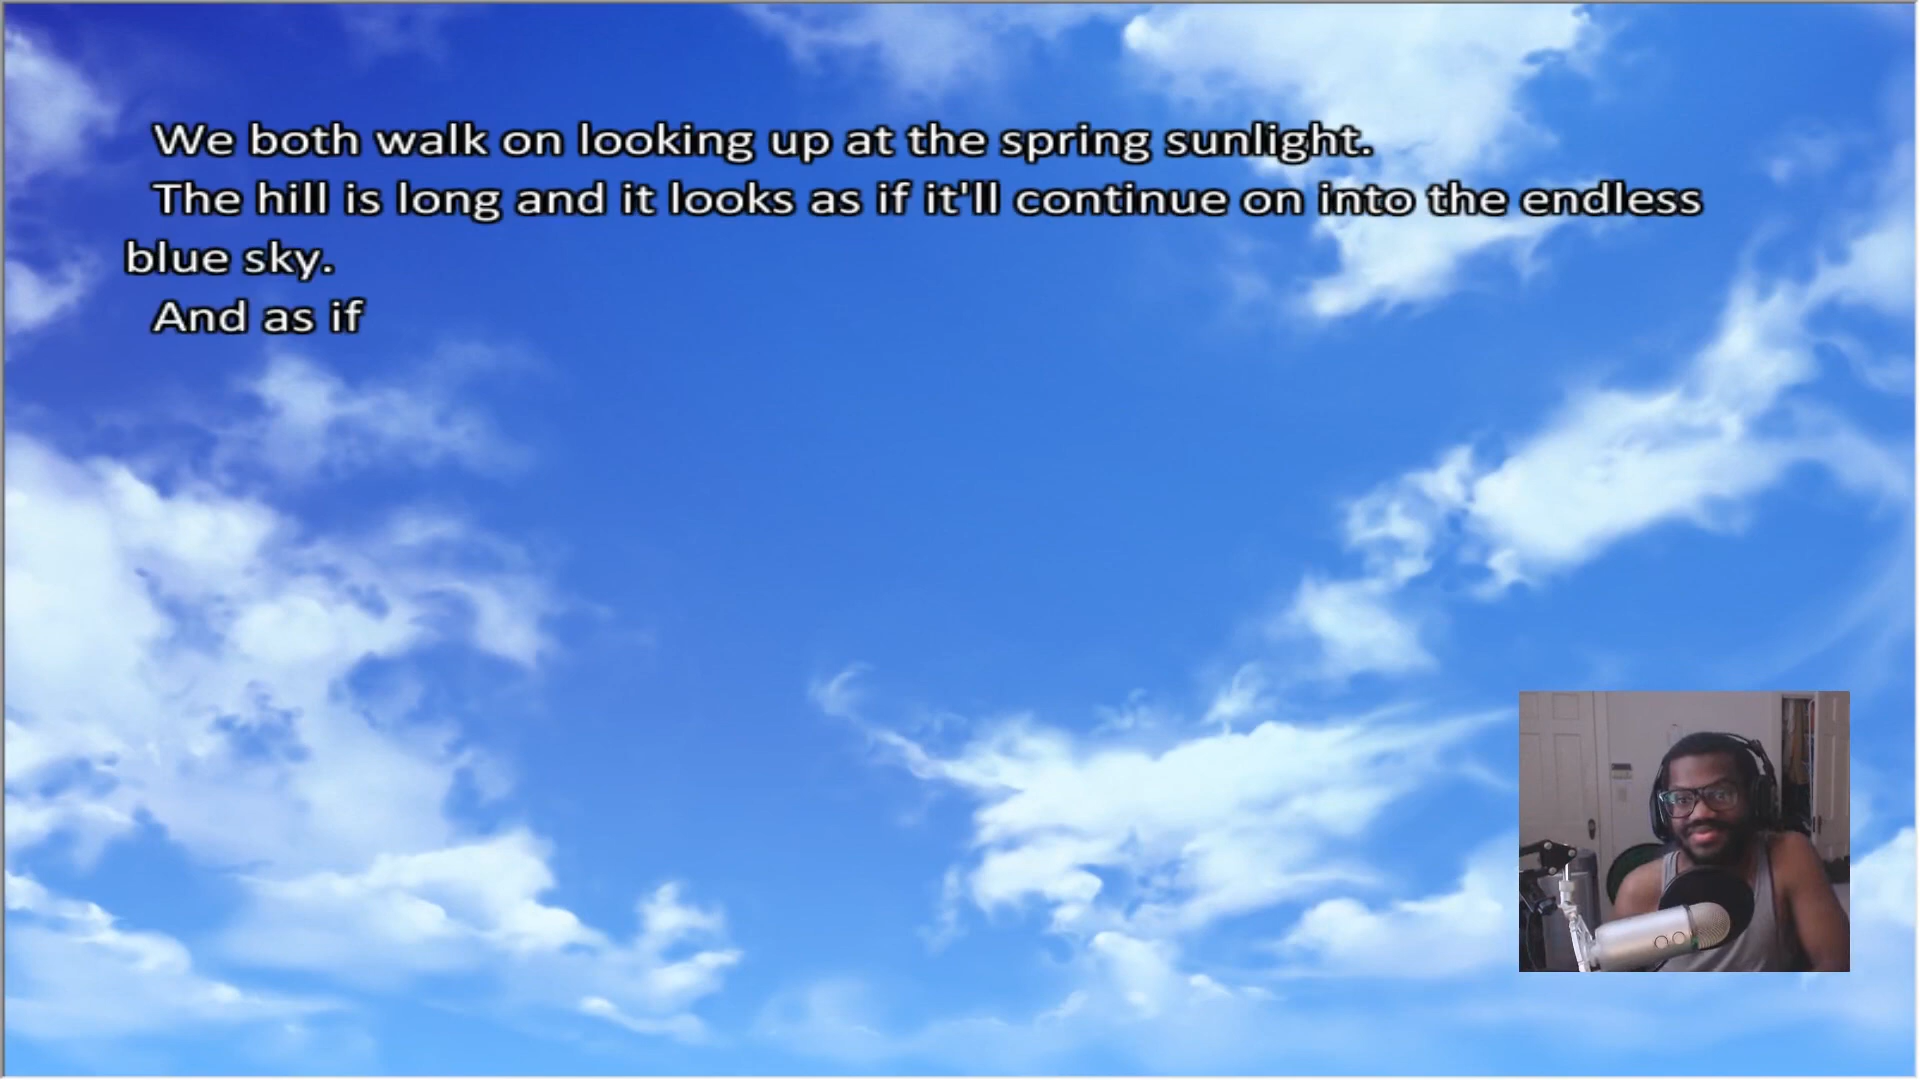 We both walk on looking up at the spring sunlight.
The hill is long and it looks as if it'll continue on into the endless
blue sky.
And as if